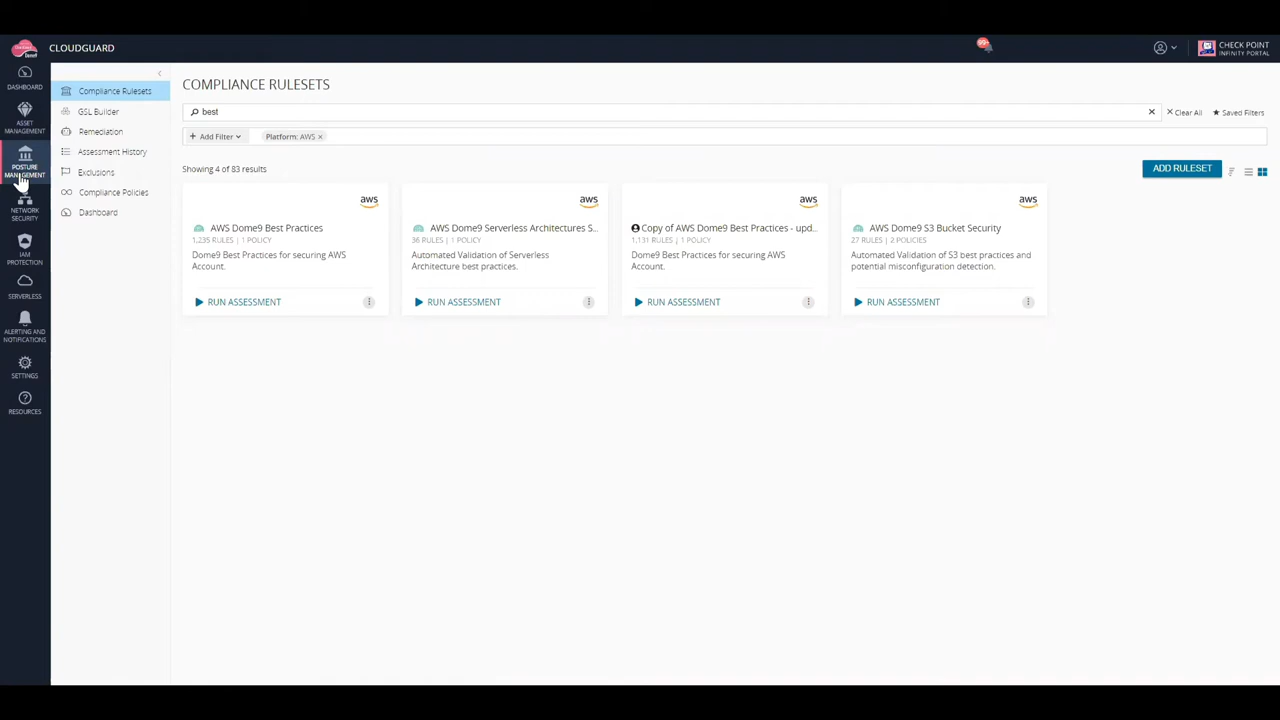 CLOUDGUARD
99+
CHECK POINT
INFINITY PORTAL
DASHBOARD
ASSET
MANAGEMENT
POSTURE
MANAGEMENT
NETWORK
SECURITY
IAM
PROTECTION
SERVERLESS
ALERTING AND
NOTIFICATIONS
SETTINGS
RESOURCES
Compliance Rulesets
GSL Builder
Remediation
Assessment History
Exclusions
Compliance Policies
Dashboard
COMPLIANCE RULESETS
best
Clear All
Saved Filters
Add Filter
Platform: AWS
Showing 4 of 83 results
ADD RULESET
aws
AWS Dome9 Best Practices
1,235 RULES | 1 POLICY
Dome9 Best Practices for securing AWS
Account.
RUN ASSESSMENT
aws
AWS Dome9 Serverless Architectures S...
36 RULES | 1 POLICY
Automated Validation of Serverless
Architecture best practices.
RUN ASSESSMENT
aws
Copy of AWS Dome9 Best Practices - upd...
1,131 RULES | 1 POLICY
Dome9 Best Practices for securing AWS
Account.
RUN ASSESSMENT
aws
AWS Dome9 S3 Bucket Security
27 RULES | 2 POLICIES
Automated Validation of S3 best practices and
potential misconfiguration detection.
RUN ASSESSMENT